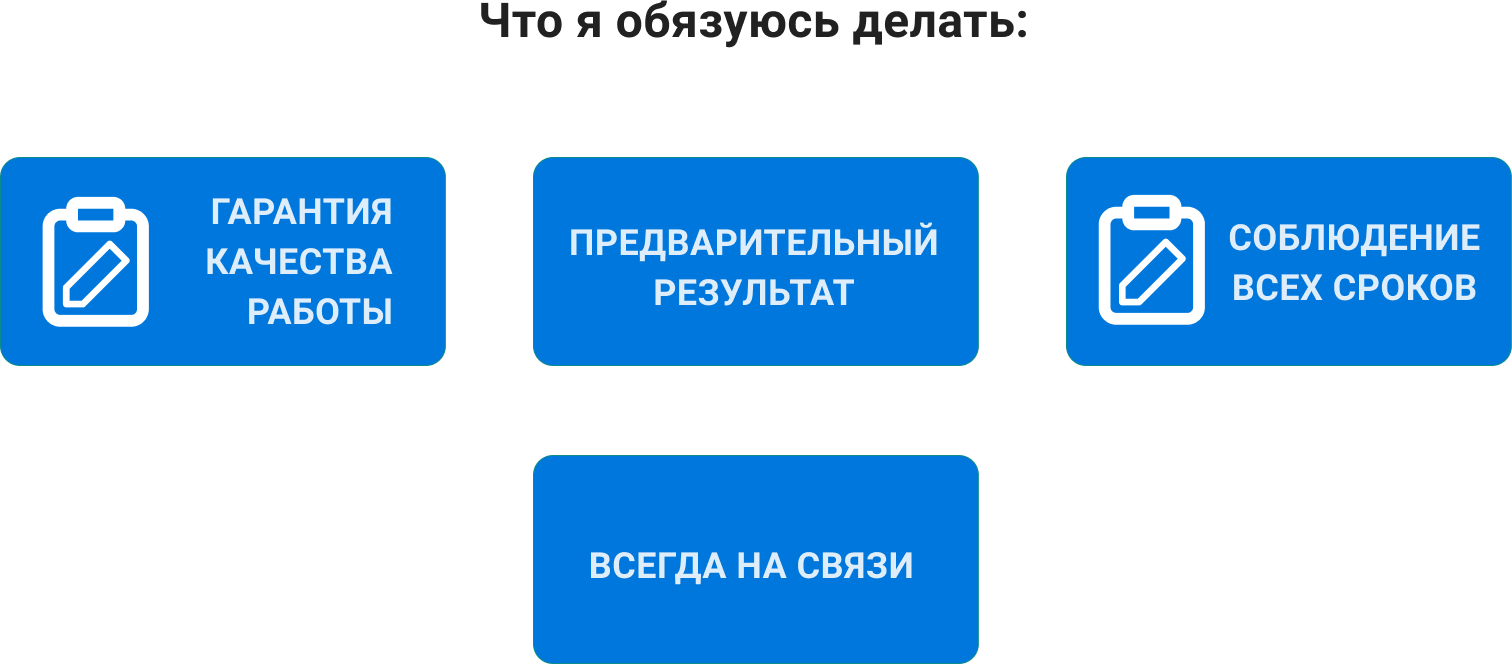 Что я обязуюсь делать:
ГАРАНТИЯ
КАЧЕСТВА
РАБОТЫ
ПРЕДВАРИТЕЛЬНЫЙ
РЕЗУЛЬТАТ
СОБЛЮДЕНИЕ
ВСЕХ СРОКОВ
ВСЕГДА НА СВЯЗИ